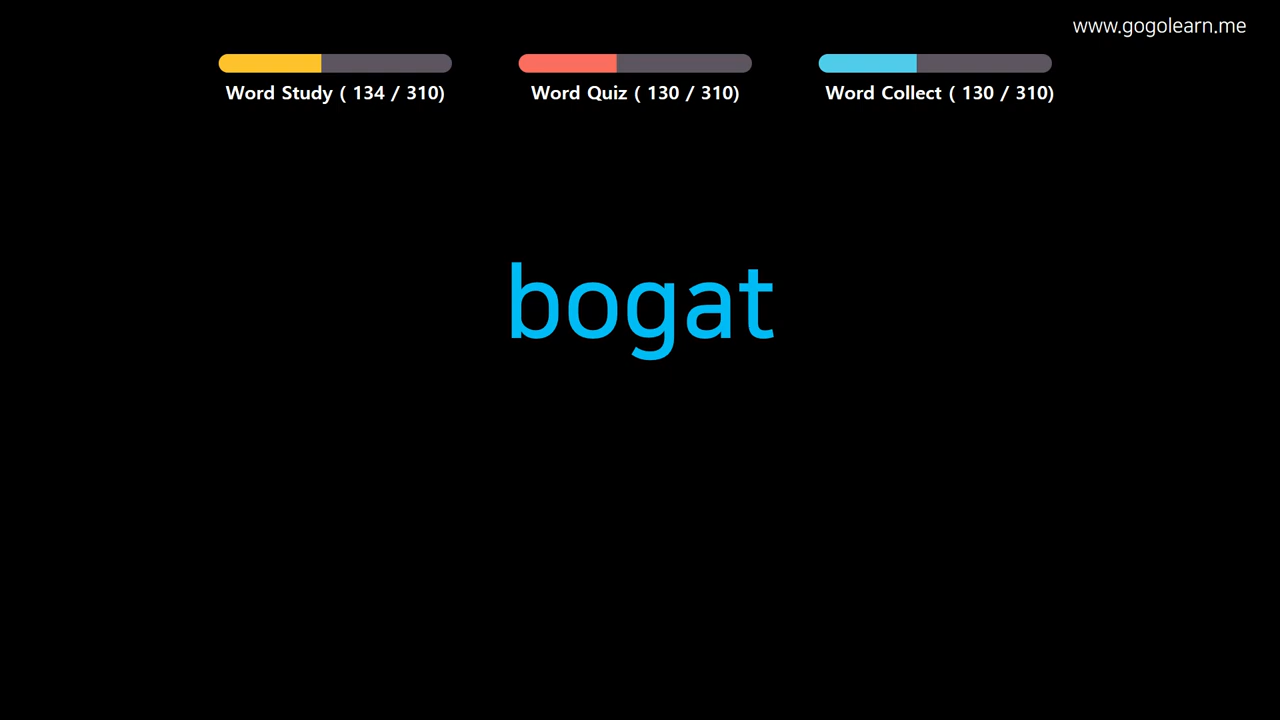 www.gogolearn.me
Word Study ( 134 / 310)
Word Quiz ( 130 / 310)
Word Collect ( 130 / 310)
bogat